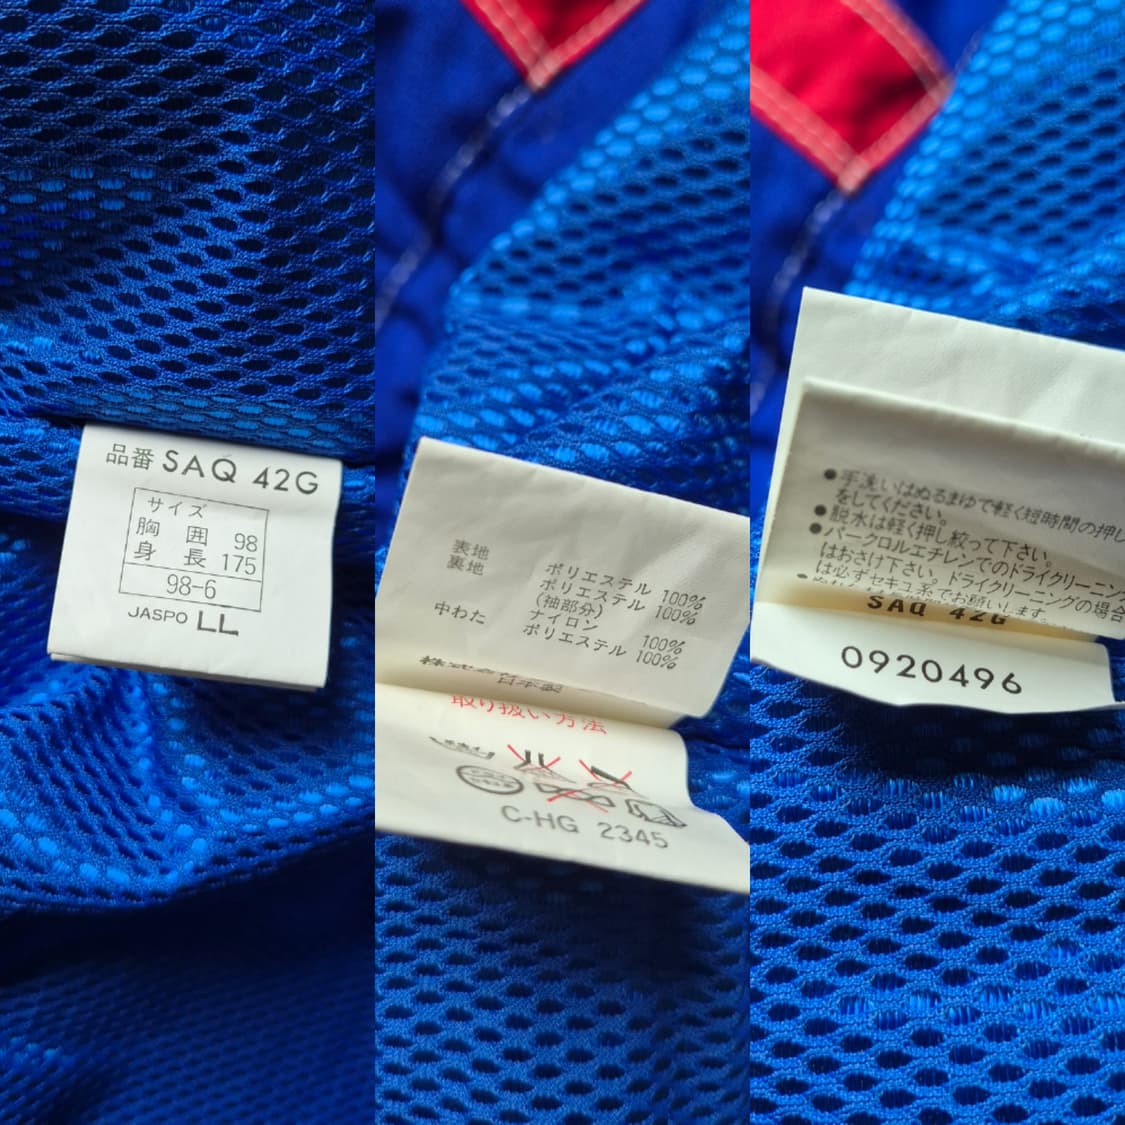 品番 SAQ 42G
サイズ
胸囲 98
身長 175
98-6
JASPO LL
表地 ポリエステル 100%
裏地 ポリエステル 100%
(袖部分)
ナイロン 100%
中わた ポリエステル 100%
株式会社
日本製
取り扱い方法
C-HG 2345
●手洗いはぬるまゆで軽く短時間の押し
をしてください。
●脱水は軽く押し絞って下さい。
●パークロルエチレンでのドライクリーニン
はおさけ下さい。ドライクリーニングの場合
は必ずセキユ系でお願いします。
SAQ 42G
0920496